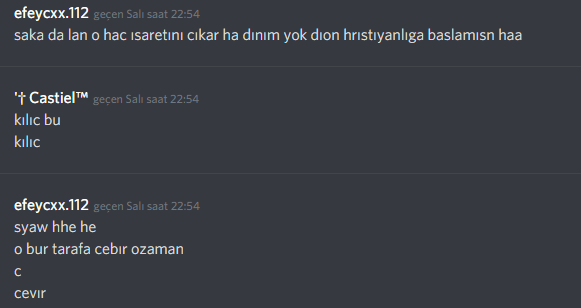 efeycxx.112 geçen Salı saat 22:54
saka da lan o hac ısaretını cıkar ha dınım yok dıon hrıstıyanlıga baslamısn haa
'† Castiel™ geçen Salı saat 22:54
kılıc bu
kılıc
efeycxx.112 geçen Salı saat 22:54
syaw hhe he
o bur tarafa cebır ozaman
c
cevır